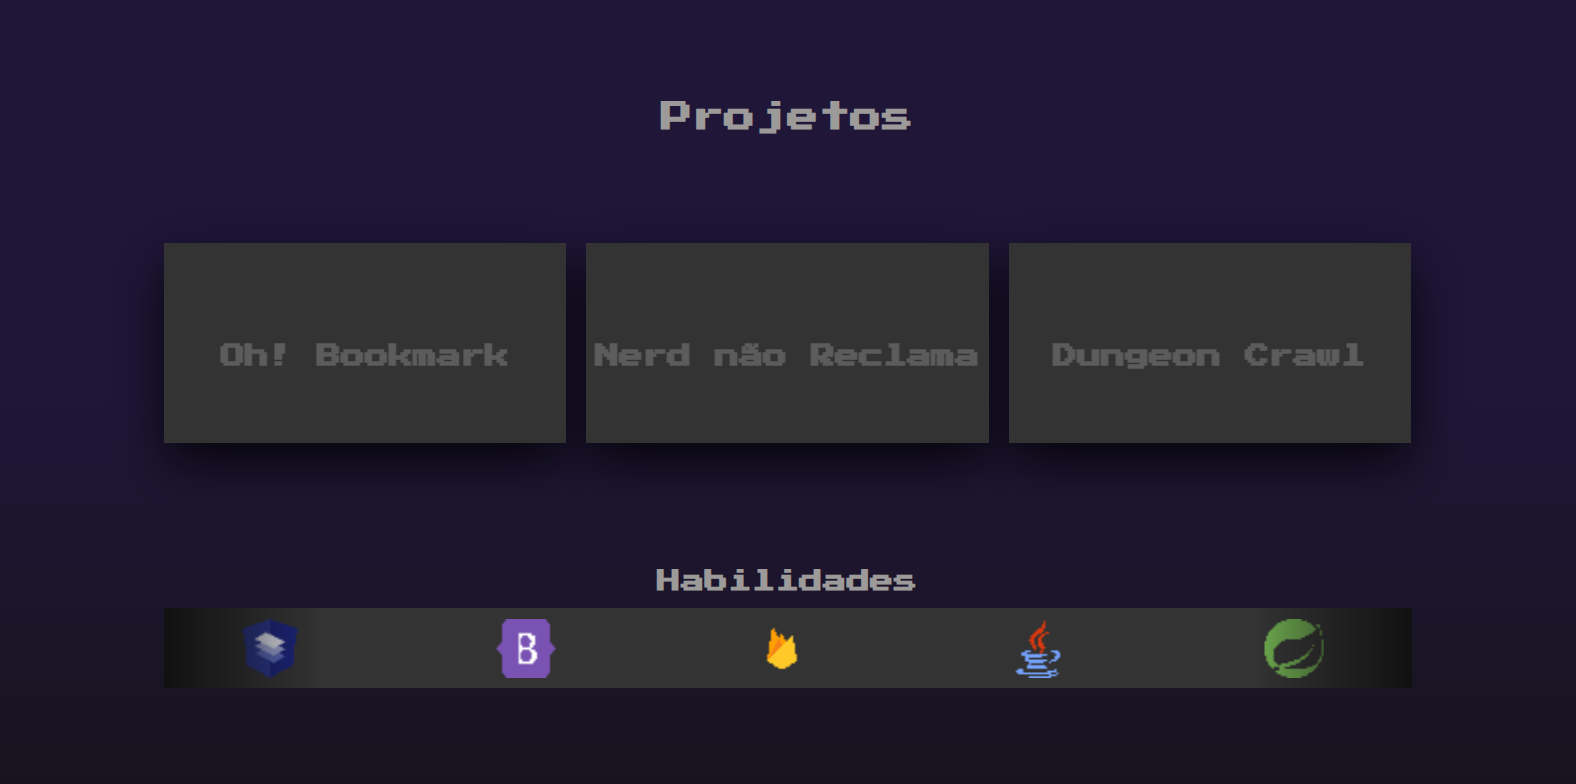 Projetos
Oh! Bookmark
Nerd não Reclama
Dungeon Crawl
Habilidades
B